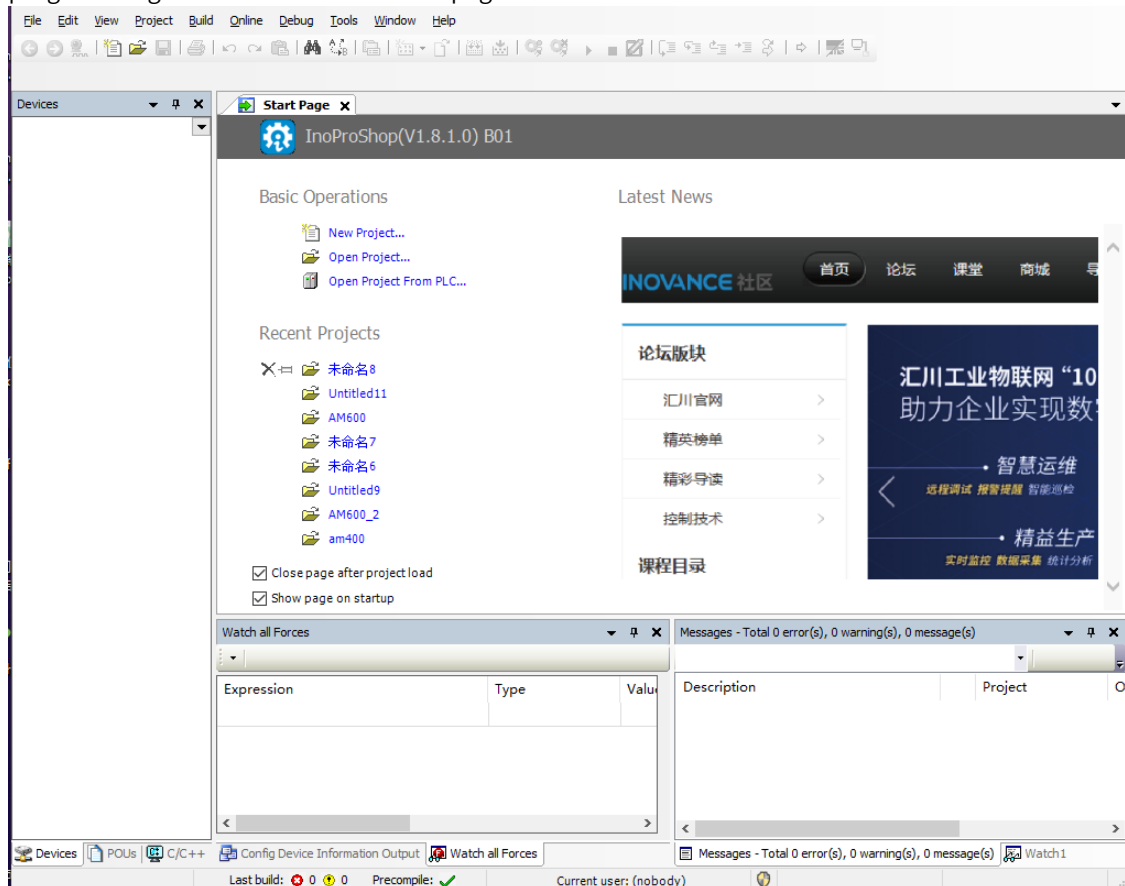 File Edit View Project Build Online Debug Tools Window Help
Devices
Start Page
InoProShop(V1.8.1.0) B01
Basic Operations
New Project...
Open Project...
Open Project From PLC...
Recent Projects
未命名8
Untitled11
AM600
未命名7
未命名6
Untitled9
AM600_2
am400
Close page after project load
Show page on startup
Latest News
INOVANCE 社区 首页 论坛 课堂 商城
论坛版块
汇川官网
精英榜单
精彩导读
控制技术
课程目录
汇川工业物联网 “10
助力企业实现数
智慧运维
远程调试 报警提醒 智能巡检
精益生产
实时监控 数据采集 统计分析
Watch all Forces
Expression Type Value
Messages - Total 0 error(s), 0 warning(s), 0 message(s)
Description Project O
Devices POUs C/C++ Config Device Information Output Watch all Forces Messages - Total 0 error(s), 0 warning(s), 0 message(s) Watch1
Last build: 0 0 Precompile: Current user: (nobody)